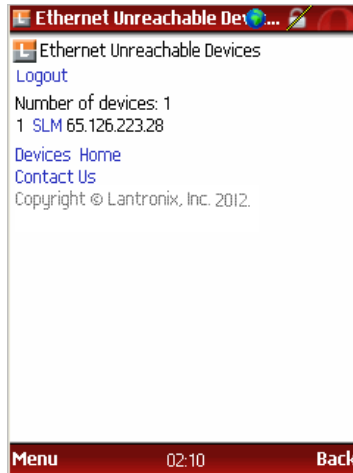 Ethernet Unreachable Dev...
Ethernet Unreachable Devices
Logout
Number of devices: 1
1 SLM 65.126.223.28
Devices Home
Contact Us
Copyright © Lantronix, Inc. 2012.
Menu 02:10 Back